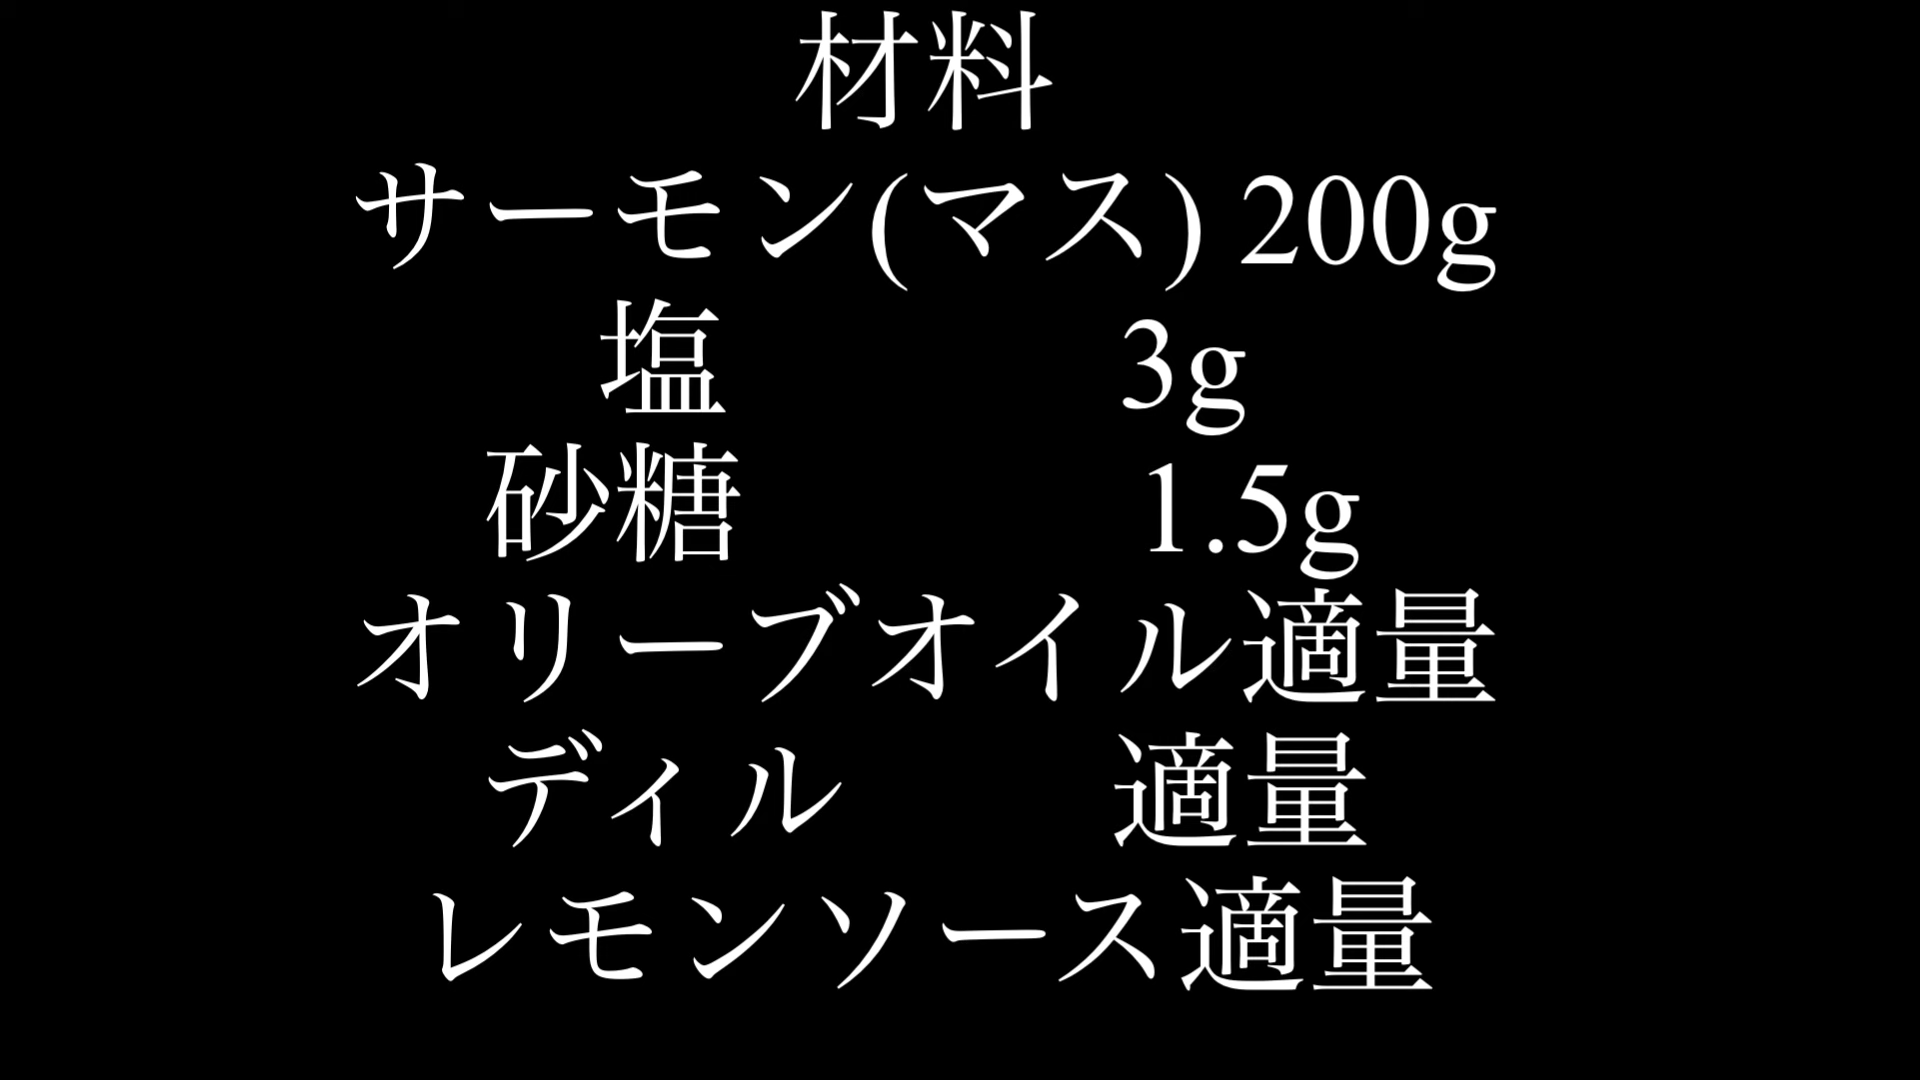 材料
サーモン(マス) 200g
塩 3g
砂糖 1.5g
オリーブオイル適量
ディル 適量
レモンソース適量